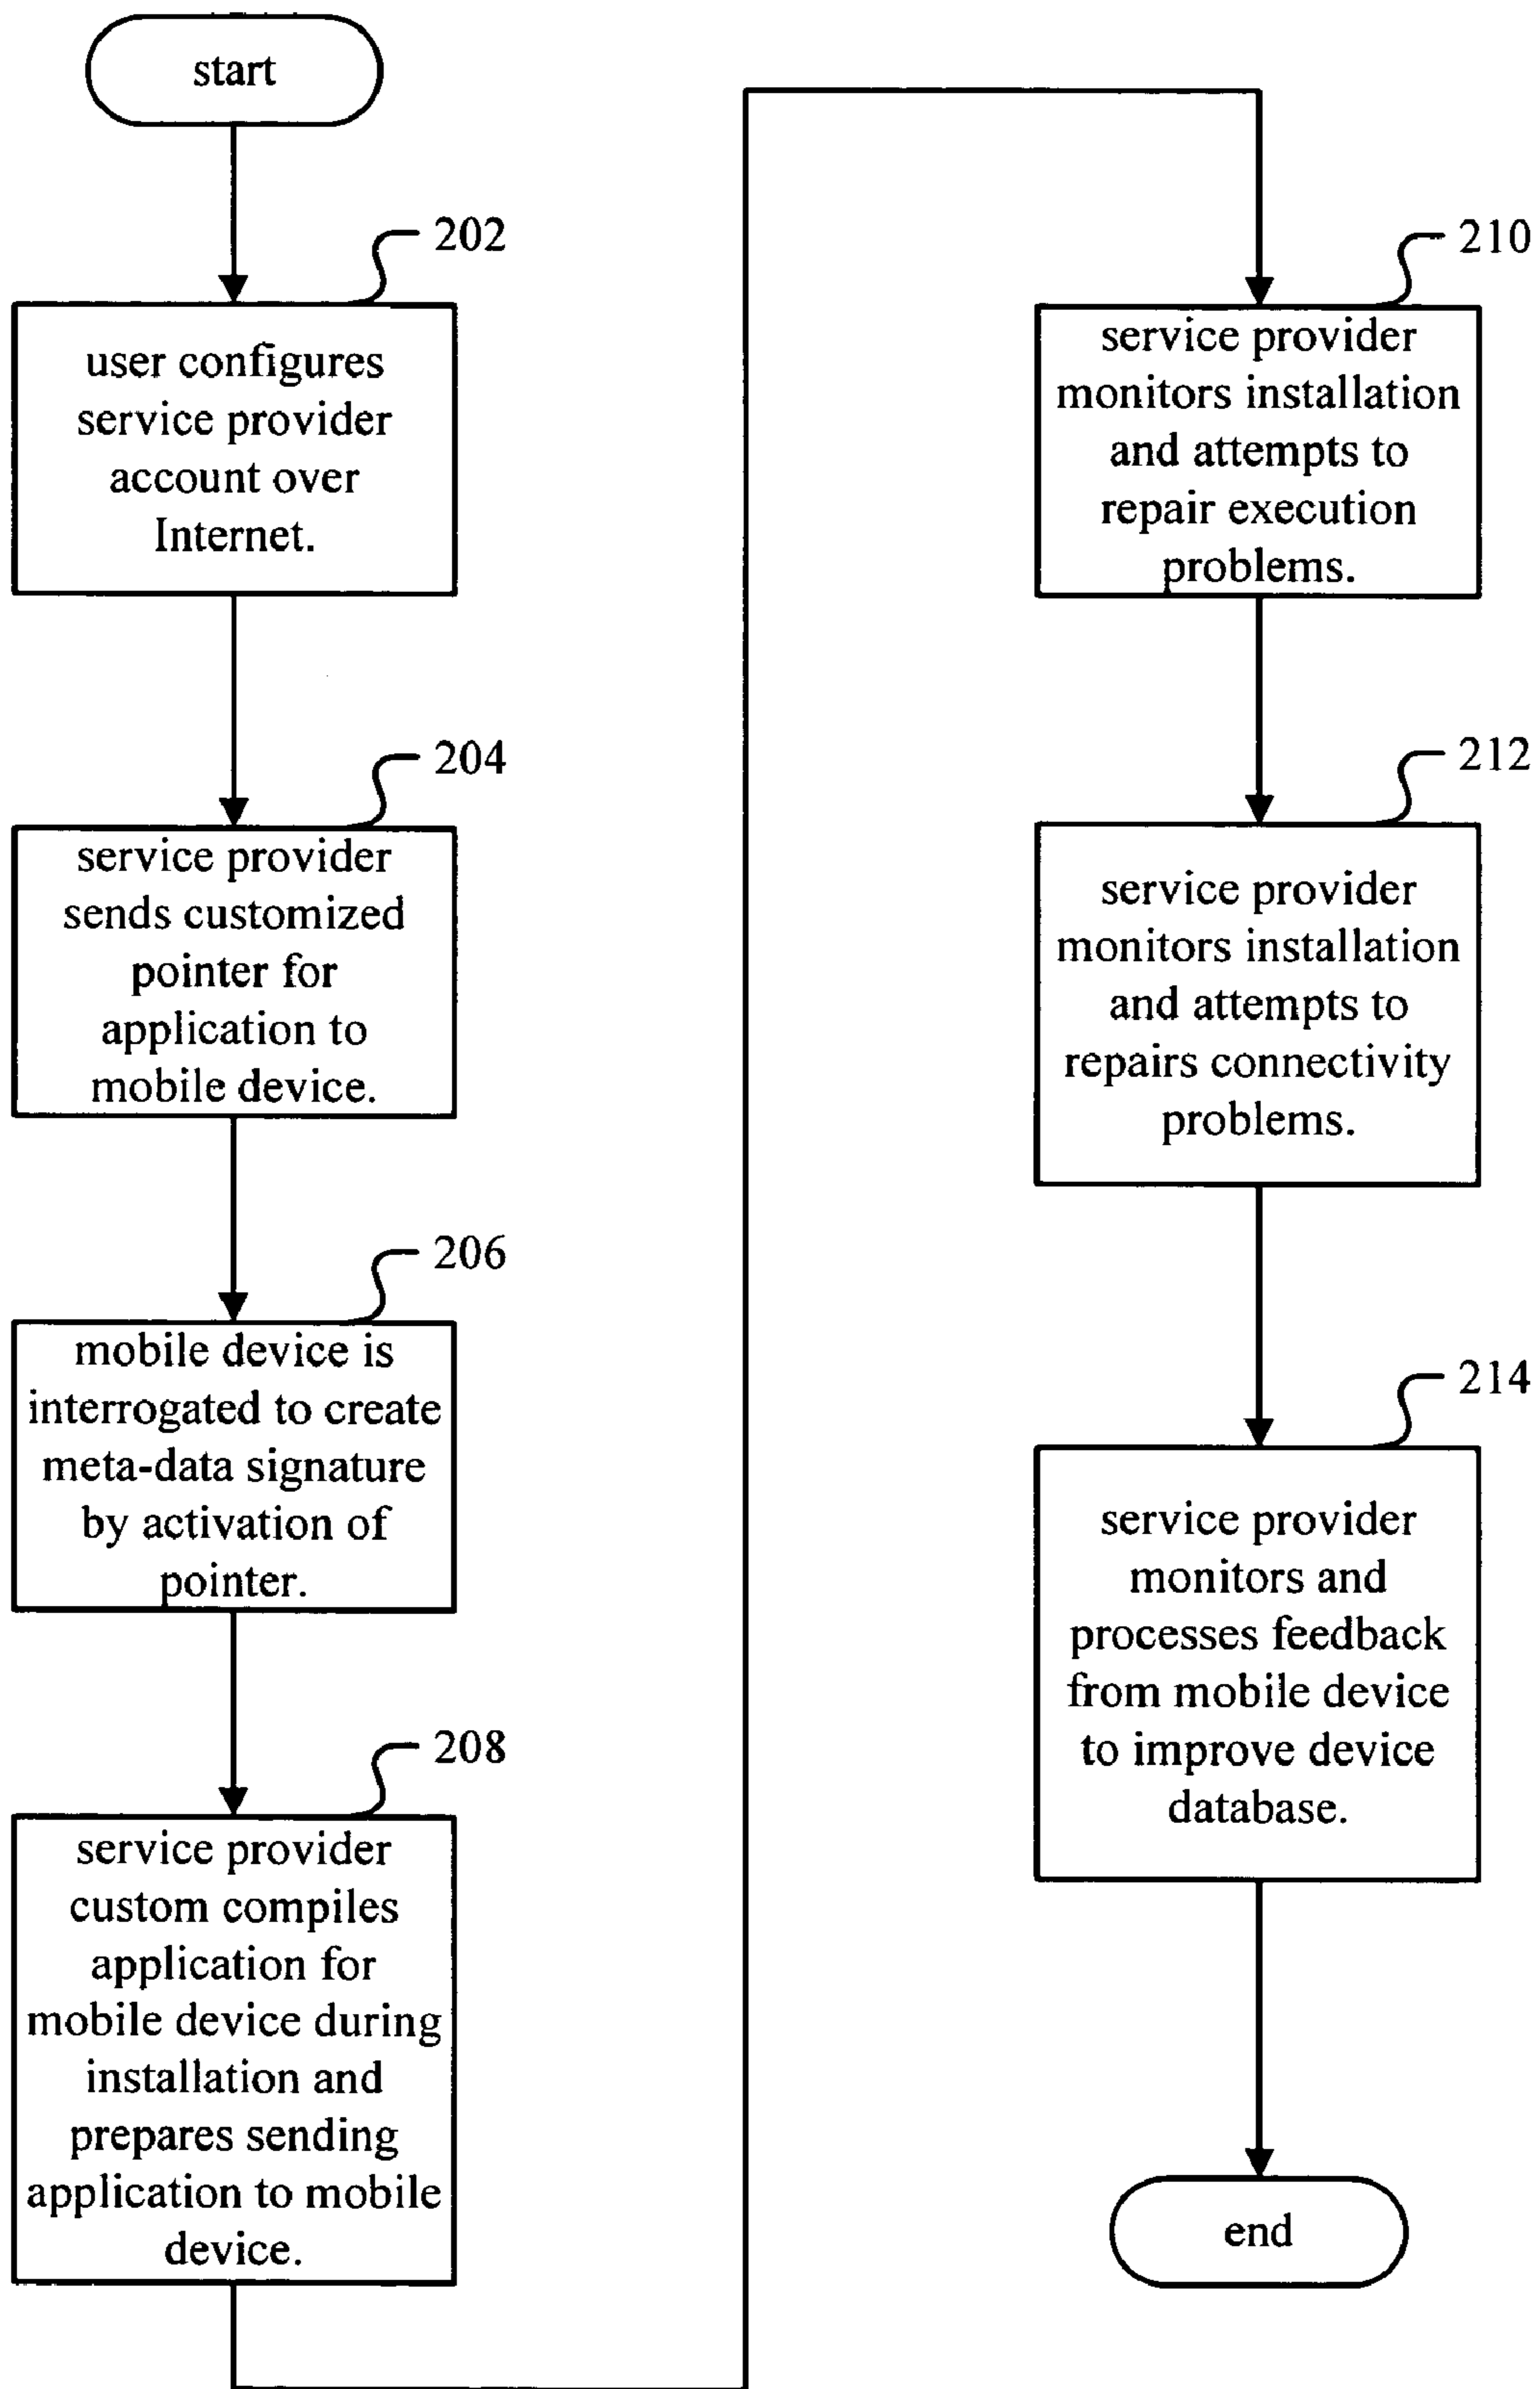 start
202
user configures
service provider
account over
Internet.
204
service provider
sends customized
pointer for
application to
mobile device.
206
mobile device is
interrogated to create
meta-data signature
by activation of
pointer.
208
service provider
custom compiles
application for
mobile device during
installation and
prepares sending
application to mobile
device.
210
service provider
monitors installation
and attempts to
repair execution
problems.
212
service provider
monitors installation
and attempts to
repairs connectivity
problems.
214
service provider
monitors and
processes feedback
from mobile device
to improve device
database.
end